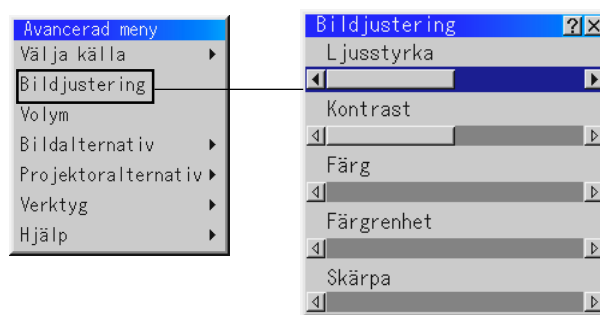 Avancerad meny
Välja källa
Bildjustering
Volym
Bildalternativ
Projektoralternativ
Verktyg
Hjälp
Bildjustering ?
Ljusstyrka
Kontrast
Färg
Färgrenhet
Skärpa